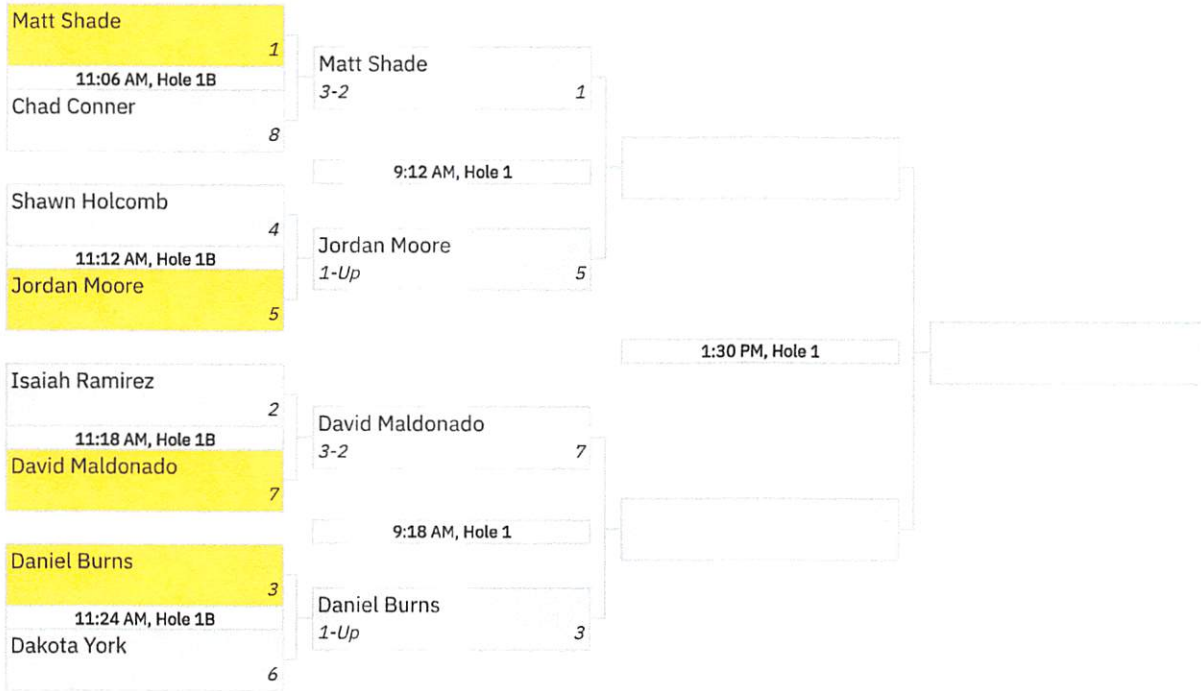 Matt Shade
1
11:06 AM, Hole 1B
Chad Conner
8
Shawn Holcomb
4
11:12 AM, Hole 1B
Jordan Moore
5
Isaiah Ramirez
2
11:18 AM, Hole 1B
David Maldonado
7
Daniel Burns
3
11:24 AM, Hole 1B
Dakota York
6
Matt Shade
3-2 1
9:12 AM, Hole 1
Jordan Moore
1-Up 5
David Maldonado
3-2 7
9:18 AM, Hole 1
Daniel Burns
1-Up 3
1:30 PM, Hole 1